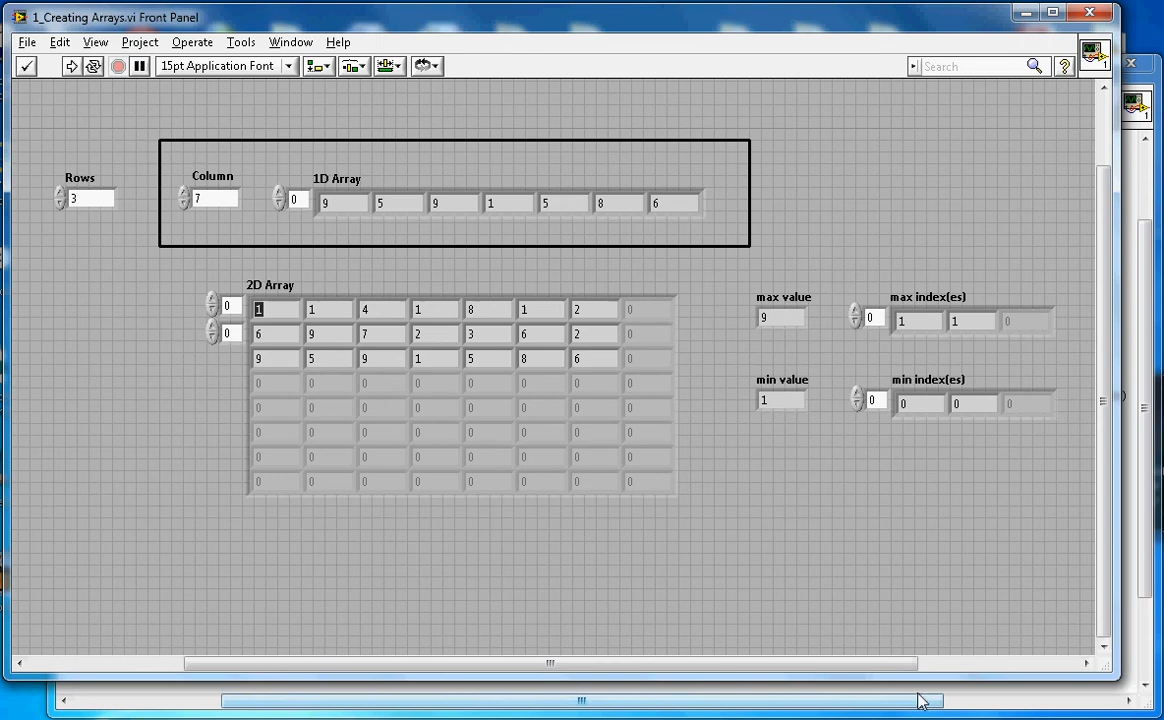 1_Creating Arrays.vi Front Panel
File Edit View Project Operate Tools Window Help
15pt Application Font Search ? 1
1
Rows Column 1D Array
3 7 0 9 5 9 1 5 8 6
2D Array
0 1 1 4 1 8 1 2 0
0 6 9 7 2 3 6 2 0
9 5 9 1 5 8 6 0
0 0 0 0 0 0 0 0
0 0 0 0 0 0 0 0
0 0 0 0 0 0 0 0
0 0 0 0 0 0 0 0
0 0 0 0 0 0 0 0
max value max index(es)
9 0 1 1 0
min value min index(es)
1 0 0 0 0